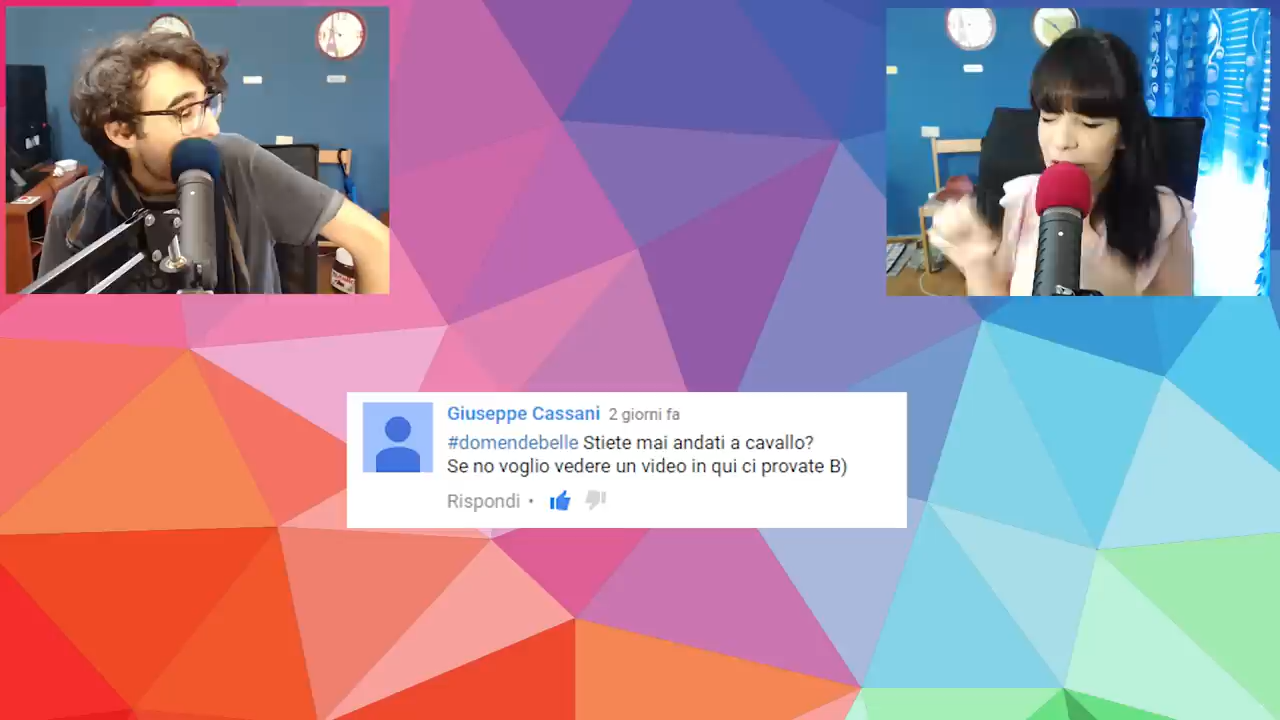 Giuseppe Cassani 2 giorni fa
#domendebelle Stiete mai andati a cavallo?
Se no voglio vedere un video in qui ci provate B)
Rispondi •